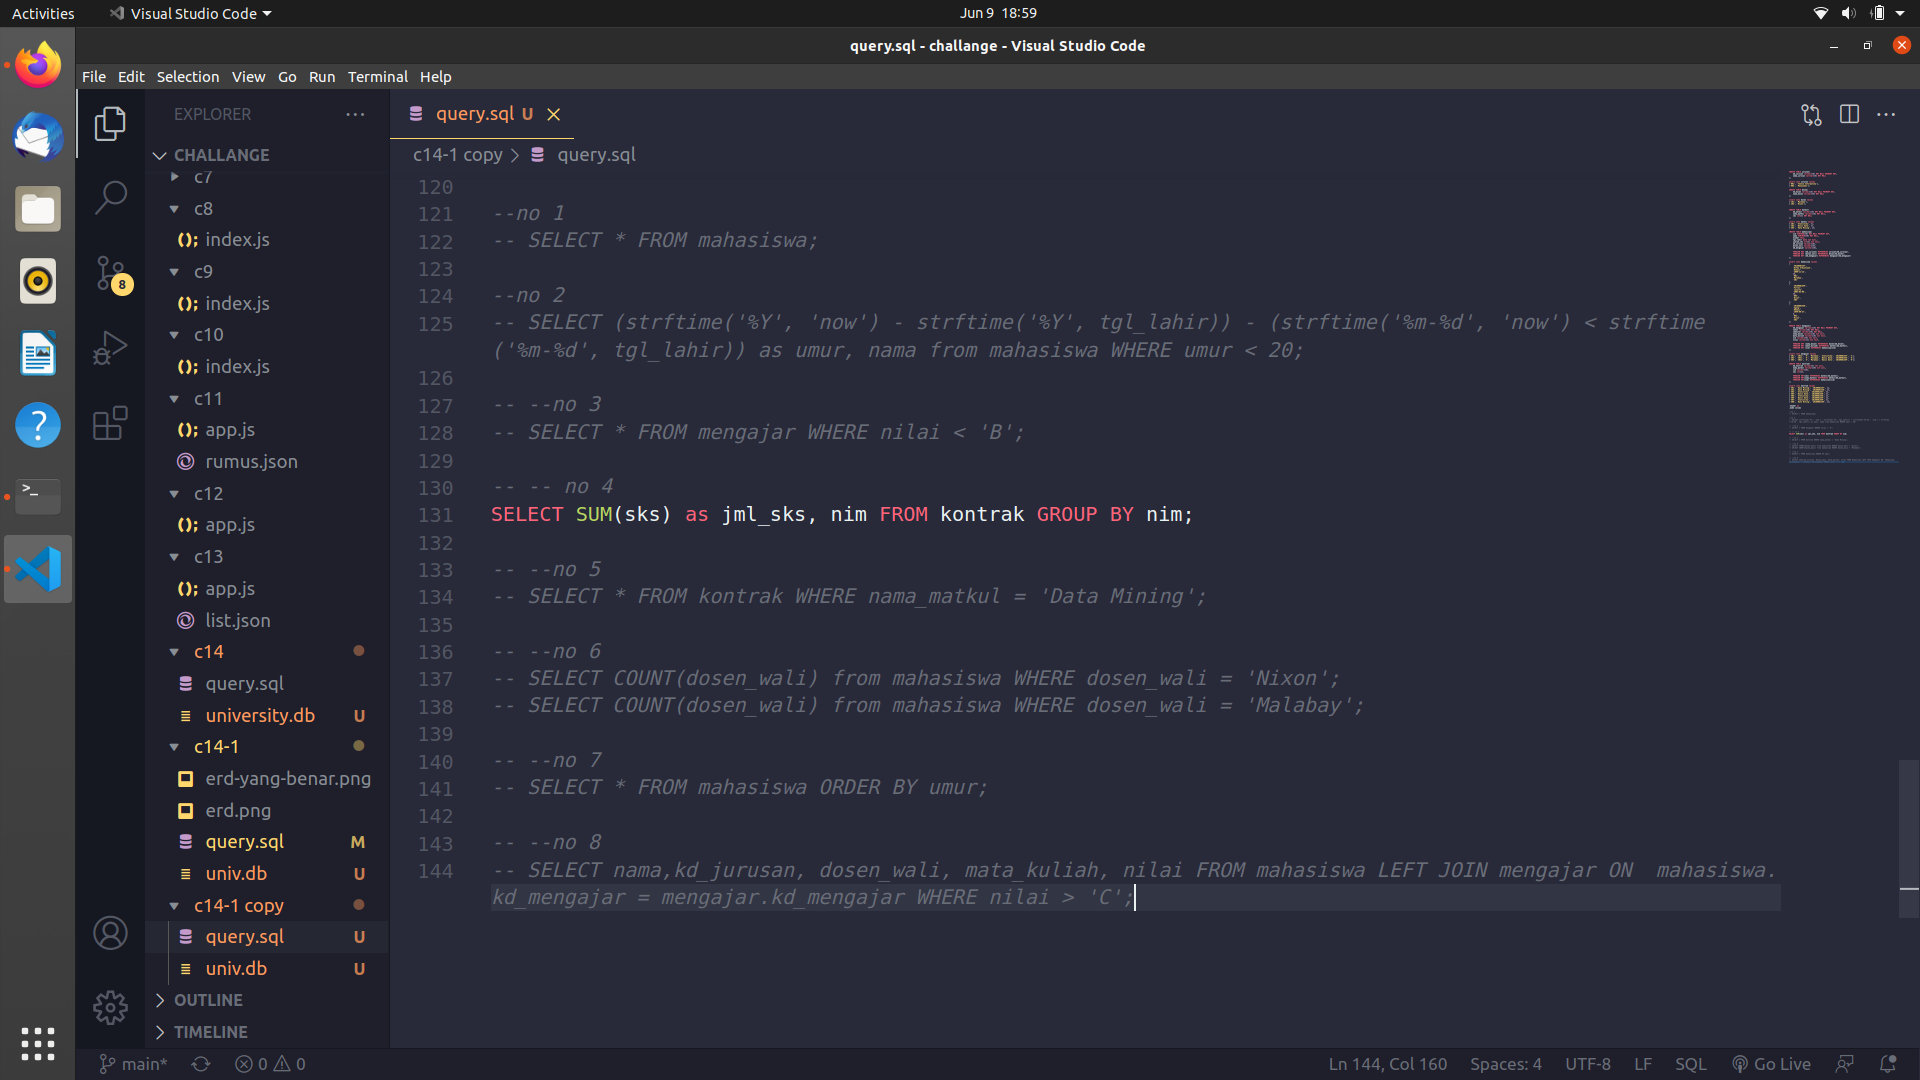 Activities
Visual Studio Code
Jun 9 18:59
query.sql - challange - Visual Studio Code
File Edit Selection View Go Run Terminal Help
EXPLORER
CHALLANGE
c7
c8
(); index.js
c9
(); index.js
c10
(); index.js
c11
(); app.js
rumus.json
c12
(); app.js
c13
(); app.js
list.json
c14
query.sql
university.db U
c14-1
erd-yang-benar.png
erd.png
query.sql M
univ.db U
c14-1 copy
query.sql U
univ.db U
OUTLINE
TIMELINE
8
query.sql U
c14-1 copy > query.sql
120
121 --no 1
122 -- SELECT * FROM mahasiswa;
123
124 --no 2
125 -- SELECT (strftime('%Y', 'now') - strftime('%Y', tgl_lahir)) - (strftime('%m-%d', 'now') < strftime
('%m-%d', tgl_lahir)) as umur, nama from mahasiswa WHERE umur < 20;
126
127 -- --no 3
128 -- SELECT * FROM mengajar WHERE nilai < 'B';
129
130 -- -- no 4
131 SELECT SUM(sks) as jml_sks, nim FROM kontrak GROUP BY nim;
132
133 -- --no 5
134 -- SELECT * FROM kontrak WHERE nama_matkul = 'Data Mining';
135
136 -- --no 6
137 -- SELECT COUNT(dosen_wali) from mahasiswa WHERE dosen_wali = 'Nixon';
138 -- SELECT COUNT(dosen_wali) from mahasiswa WHERE dosen_wali = 'Malabay';
139
140 -- --no 7
141 -- SELECT * FROM mahasiswa ORDER BY umur;
142
143 -- --no 8
144 -- SELECT nama,kd_jurusan, dosen_wali, mata_kuliah, nilai FROM mahasiswa LEFT JOIN mengajar ON  mahasiswa.
kd_mengajar = mengajar.kd_mengajar WHERE nilai > 'C';
main* 0 0
Ln 144, Col 160 Spaces: 4 UTF-8 LF SQL Go Live